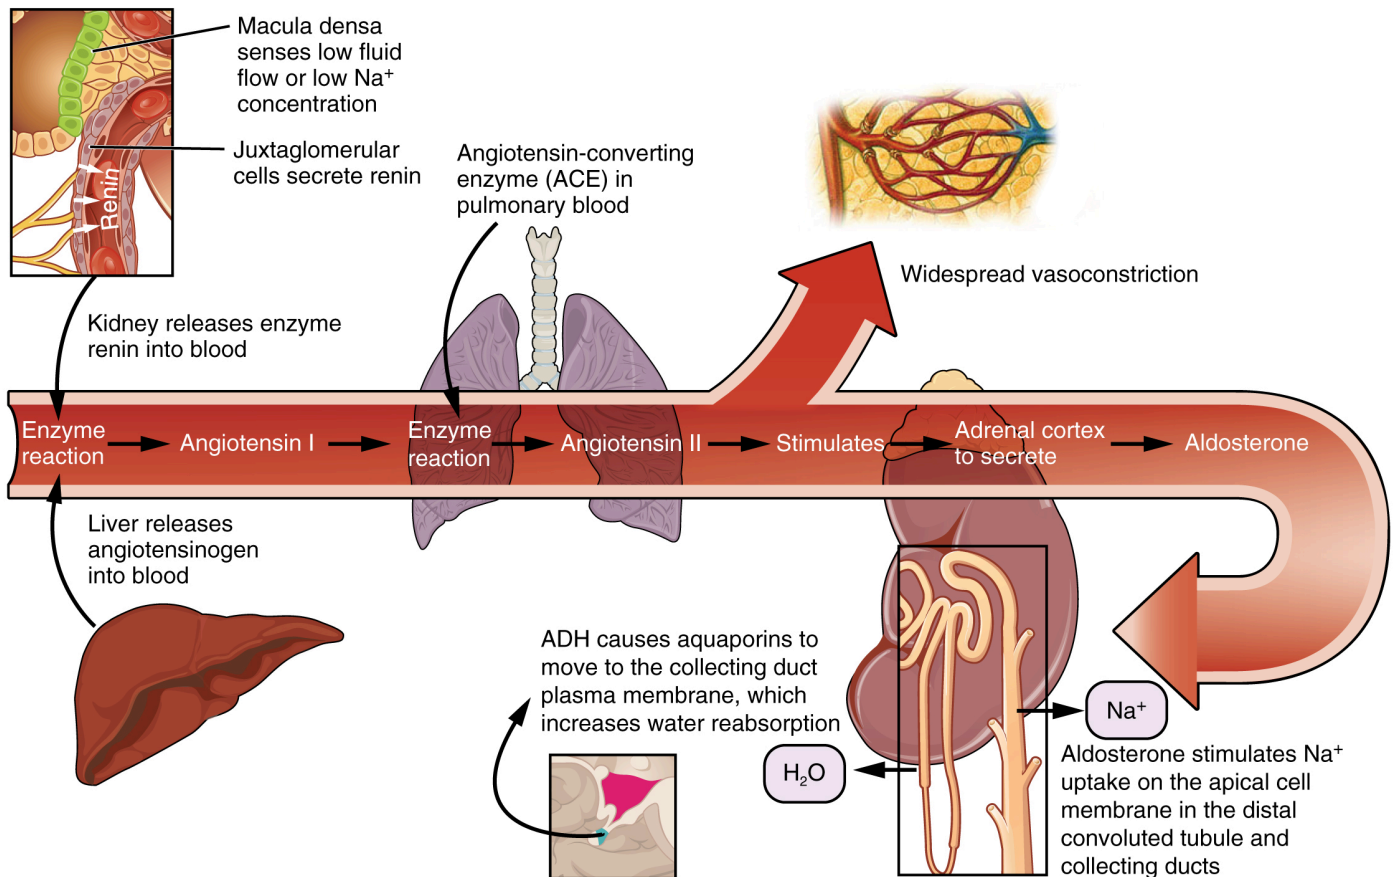 Macula densa
senses low fluid
flow or low Na⁺
concentration
Juxtaglomerular
cells secrete renin
Renin
Angiotensin-converting
enzyme (ACE) in
pulmonary blood
Widespread vasoconstriction
Kidney releases enzyme
renin into blood
Enzyme
reaction
Angiotensin I
Enzyme
reaction
Angiotensin II
Stimulates
Adrenal cortex
to secrete
Aldosterone
Liver releases
angiotensinogen
into blood
ADH causes aquaporins to
move to the collecting duct
plasma membrane, which
increases water reabsorption
H₂O
Na⁺
Aldosterone stimulates Na⁺
uptake on the apical cell
membrane in the distal
convoluted tubule and
collecting ducts